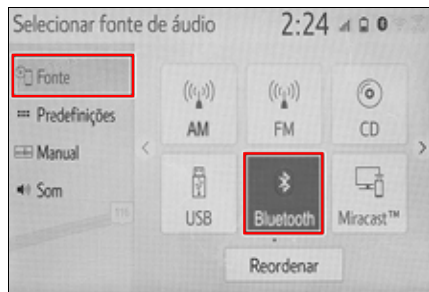 Selecionar fonte de áudio 2:24
Fonte
Predefinições
Manual
Som
AM FM CD
USB Bluetooth Miracast™
Reordenar